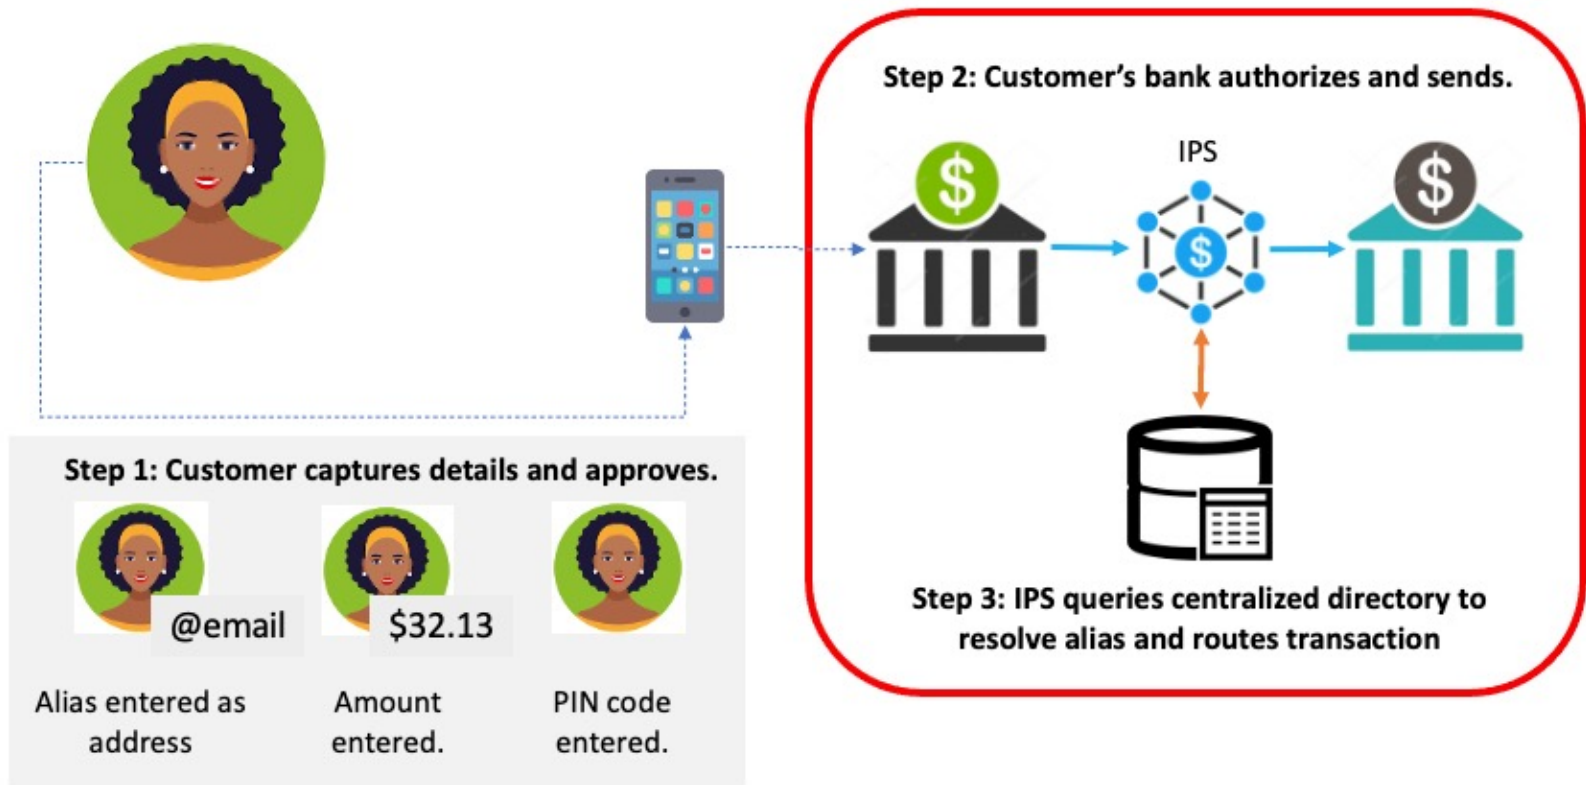 Step 2: Customer’s bank authorizes and sends.
IPS
$
$
$
Step 1: Customer captures details and approves.
@email
$32.13
Alias entered as
address
Amount
entered.
PIN code
entered.
Step 3: IPS queries centralized directory to
resolve alias and routes transaction